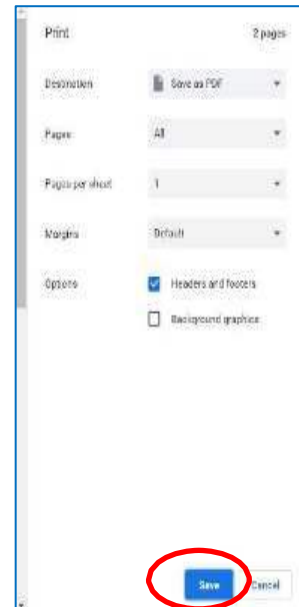 Print 2 pages
Destination Save as PDF
Pages All
Pages per sheet 1
Margins Default
Options Headers and footers
Background graphics
Save Cancel